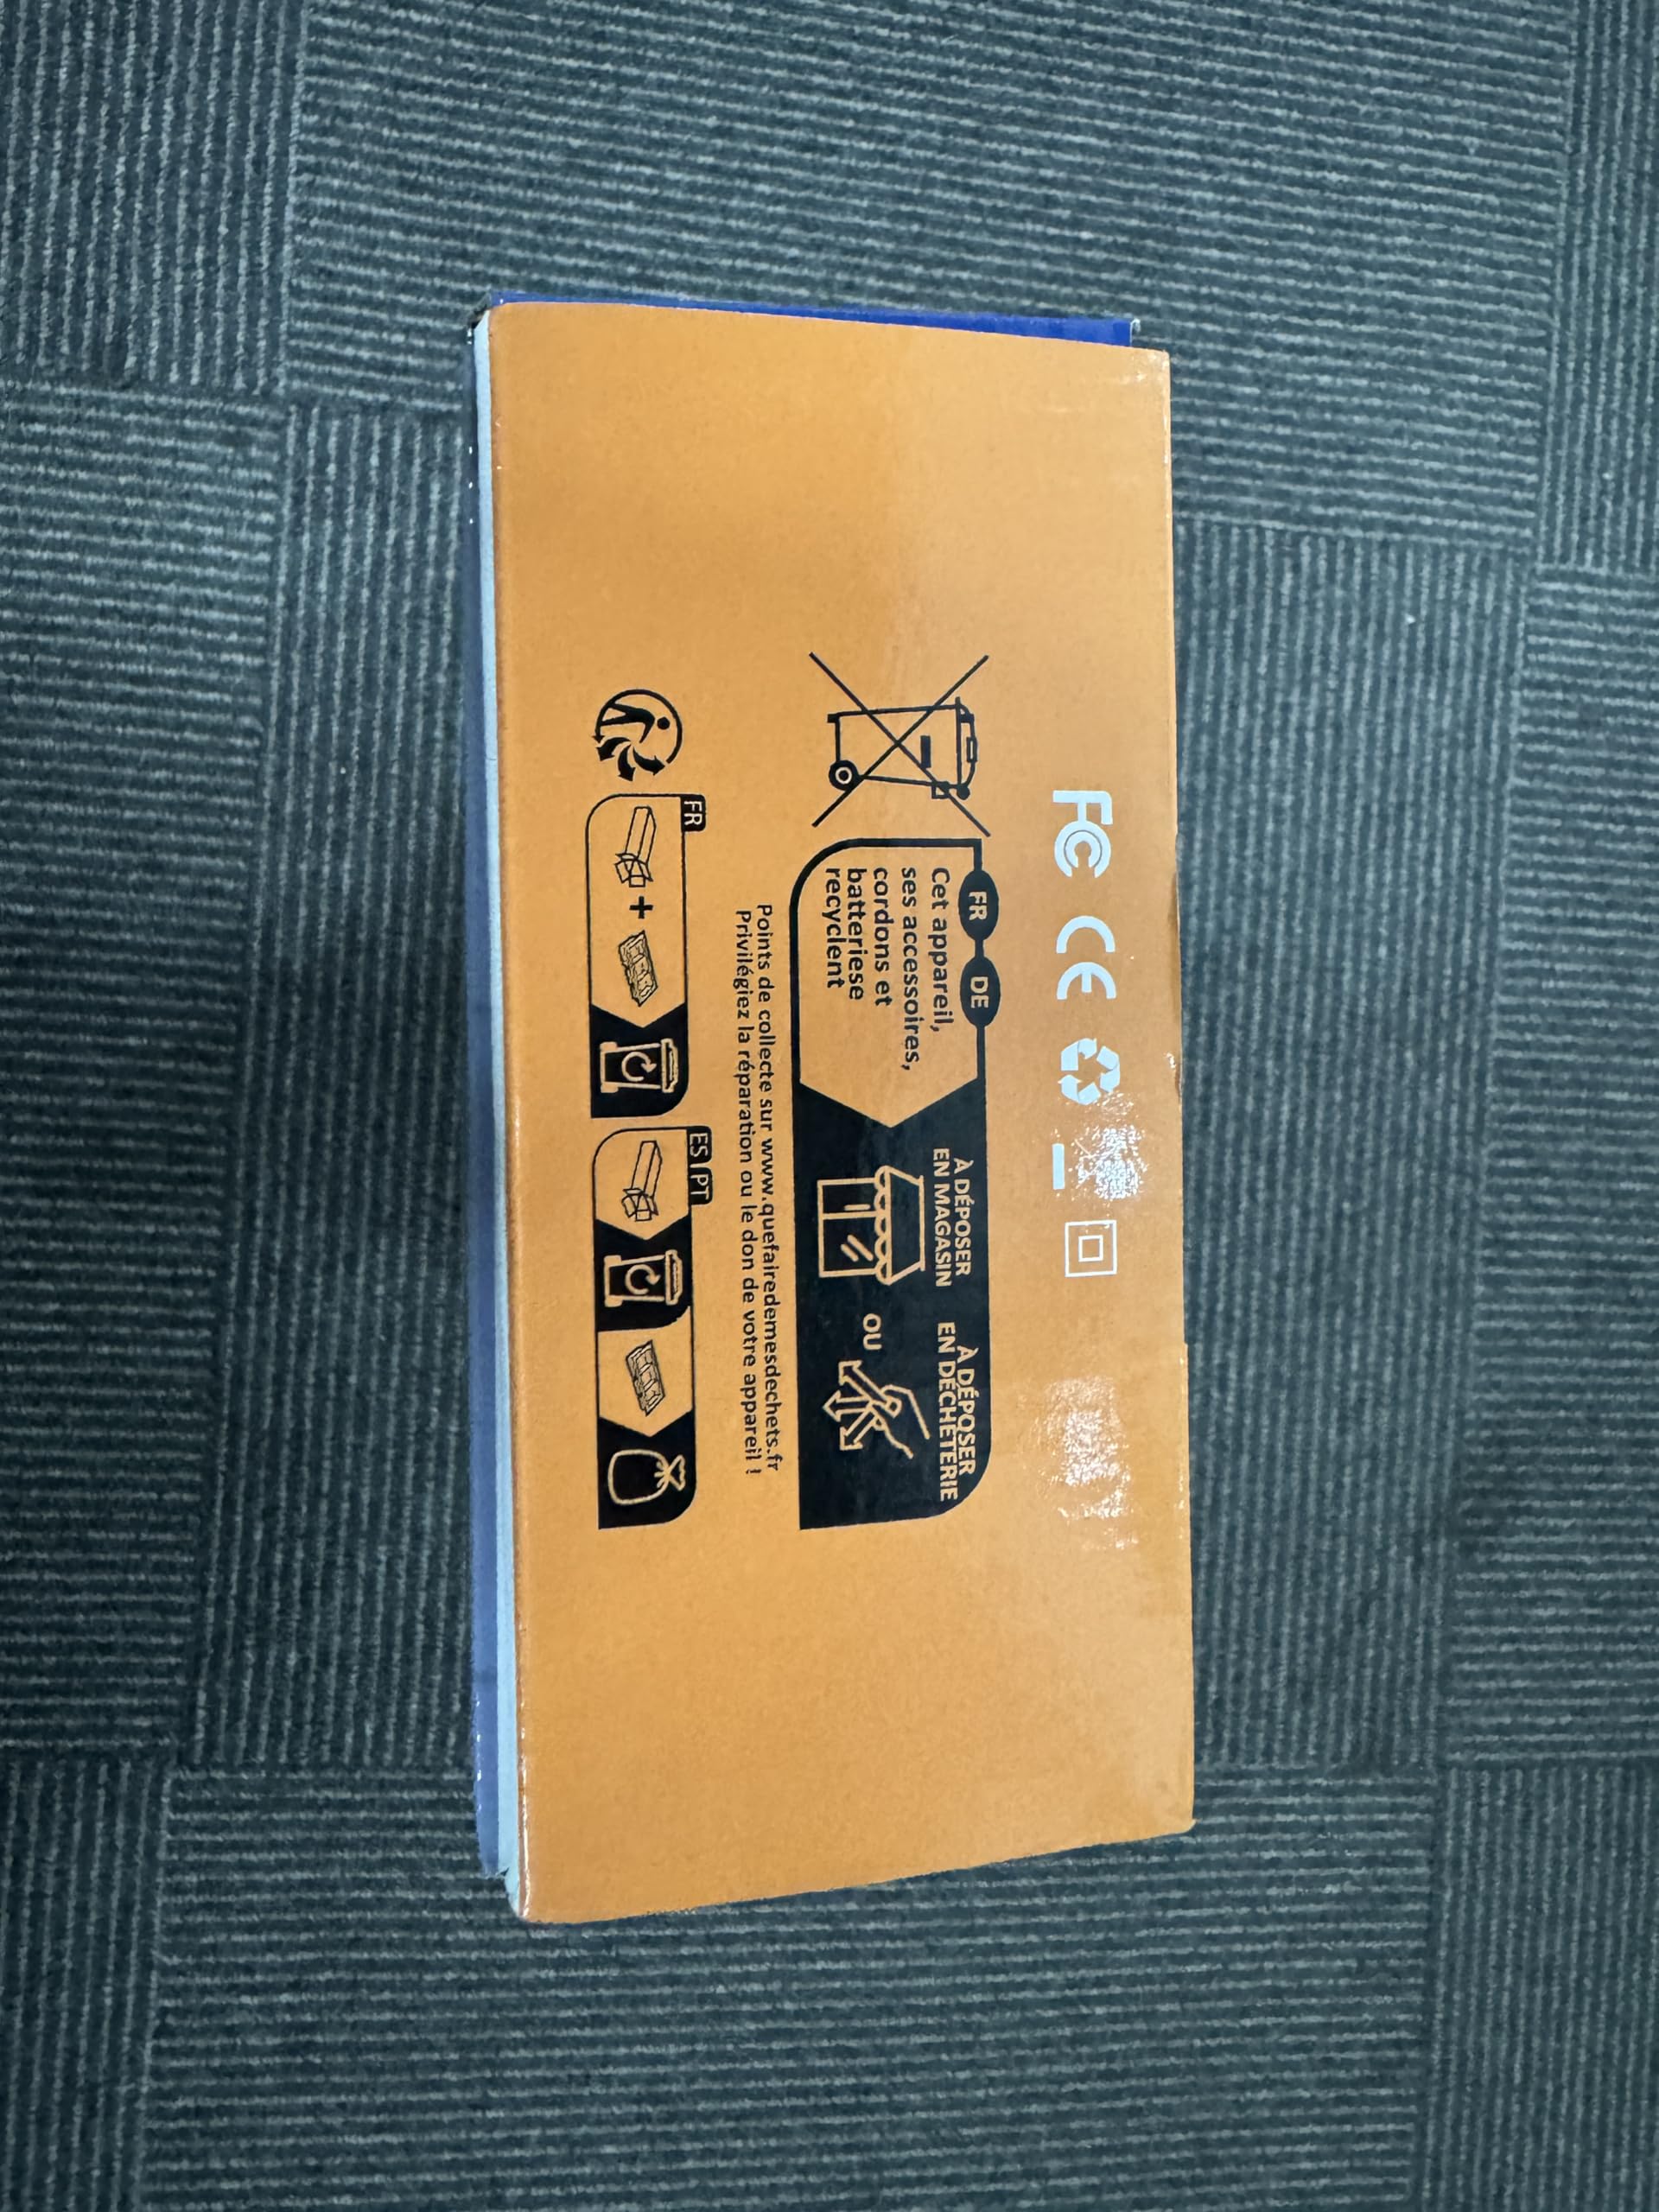 FC CE
FR DE
Cet appareil,
ses accessoires,
cordons et
batteriese
recyclent
À DÉPOSER
EN MAGASIN
OU
À DÉPOSER
EN DÉCHÈTERIE
Points de collecte sur www.quefairedemesdechets.fr
Privilégiez la réparation ou le don de votre appareil !
FR
+
ES PT